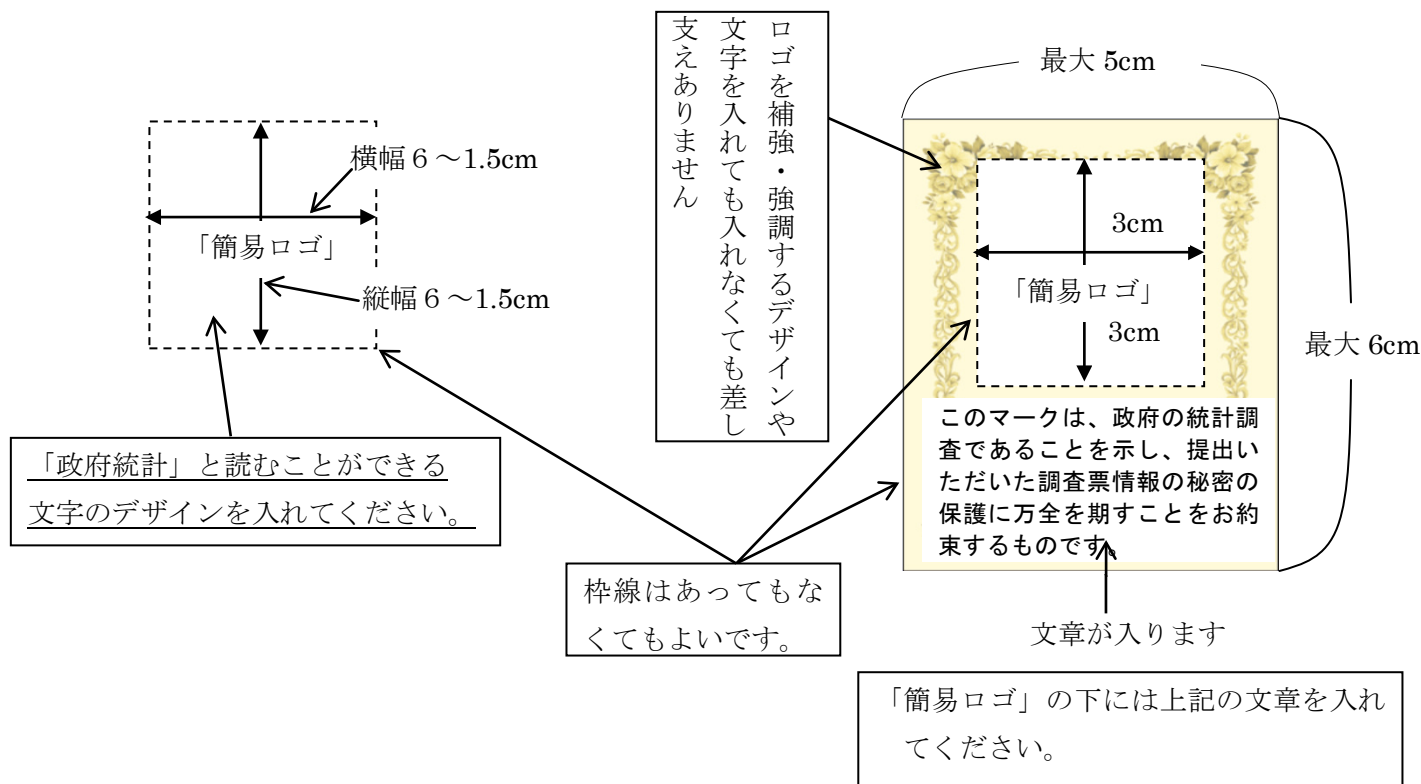 横幅６～1.5cm
「簡易ロゴ」
縦幅６～1.5cm
「政府統計」と読むことができる
文字のデザインを入れてください。
ロゴを補強・強調するデザインや
文字を入れても入れなくても差し
支えありません
枠線はあってもな
くてもよいです。
最大 5cm
3cm
「簡易ロゴ」
3cm
最大 6cm
このマークは、政府の統計調
査であることを示し、提出い
ただいた調査票情報の秘密の
保護に万全を期すことをお約
束するものです。
文章が入ります
「簡易ロゴ」の下には上記の文章を入れ
てください。